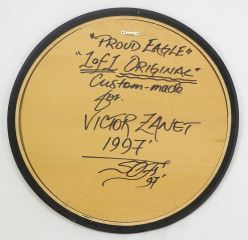 "PROUD EAGLE"
"1 of 1 ORIGINAL"
Custom-made
for
VICTOR ZANET
1997'
97'